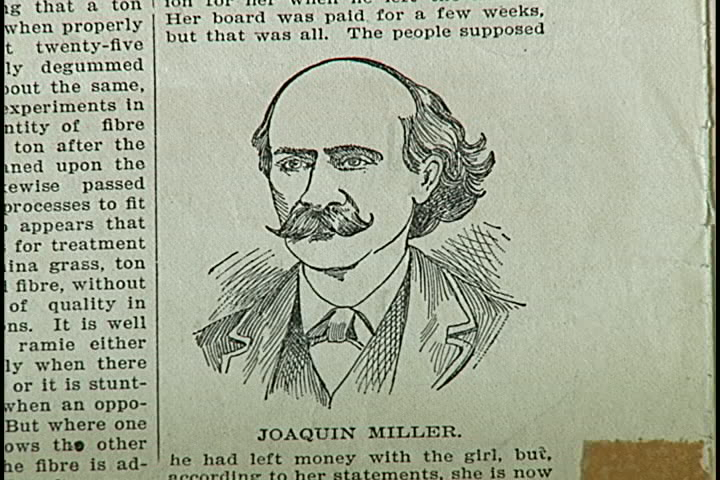 ng that a ton
when properly
t twenty-five
ly degummed
bout the same,
experiments in
ntity of fibre
ton after the
aned upon the
kewise passed
processes to fit
appears that
for treatment
ina grass, ton
fibre, without
of quality in
ns. It is well
ramie either
ly when there
or it is stunt-
when an oppo-
But where one
ows the other
he fibre is ad-
ion for her when he left
Her board was paid for a few weeks,
but that was all. The people supposed
JOAQUIN MILLER.
he had left money with the girl, but,
according to her statements, she is now